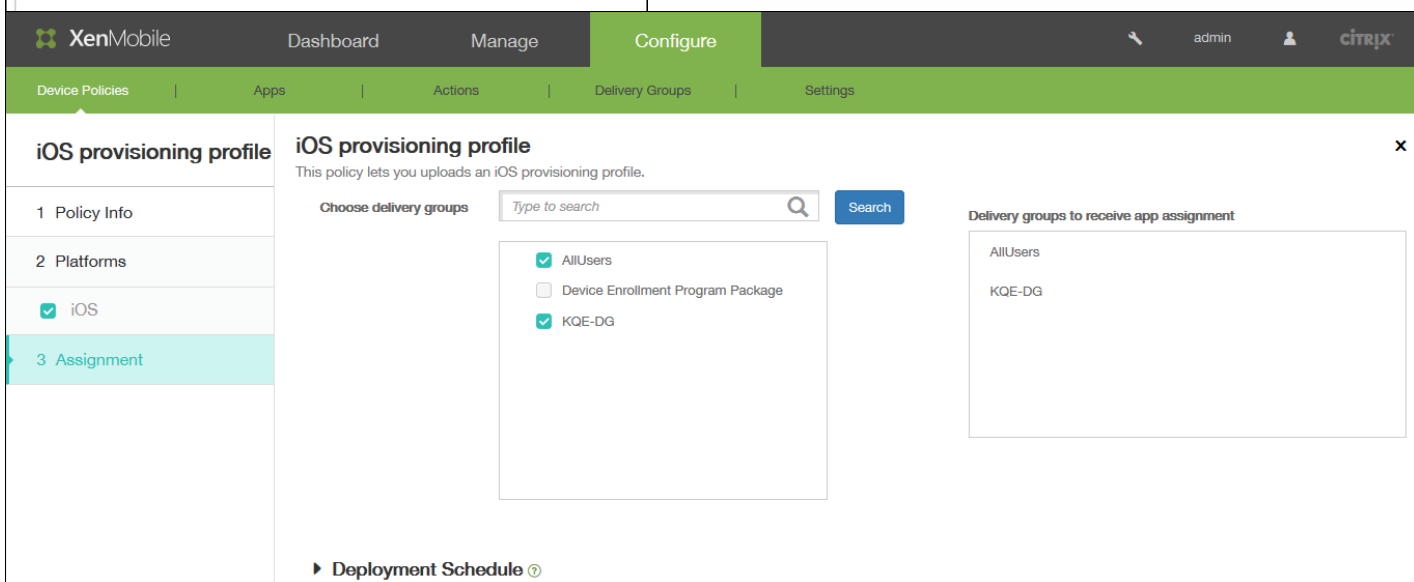 XenMobile
Dashboard
Manage
Configure
admin
CİTRIX
Device Policies | Apps | Actions | Delivery Groups | Settings
iOS provisioning profile
1 Policy Info
2 Platforms
iOS
3 Assignment
iOS provisioning profile
This policy lets you uploads an iOS provisioning profile.
Choose delivery groups
Type to search
Search
AllUsers
Device Enrollment Program Package
KQE-DG
Delivery groups to receive app assignment
AllUsers
KQE-DG
Deployment Schedule ?